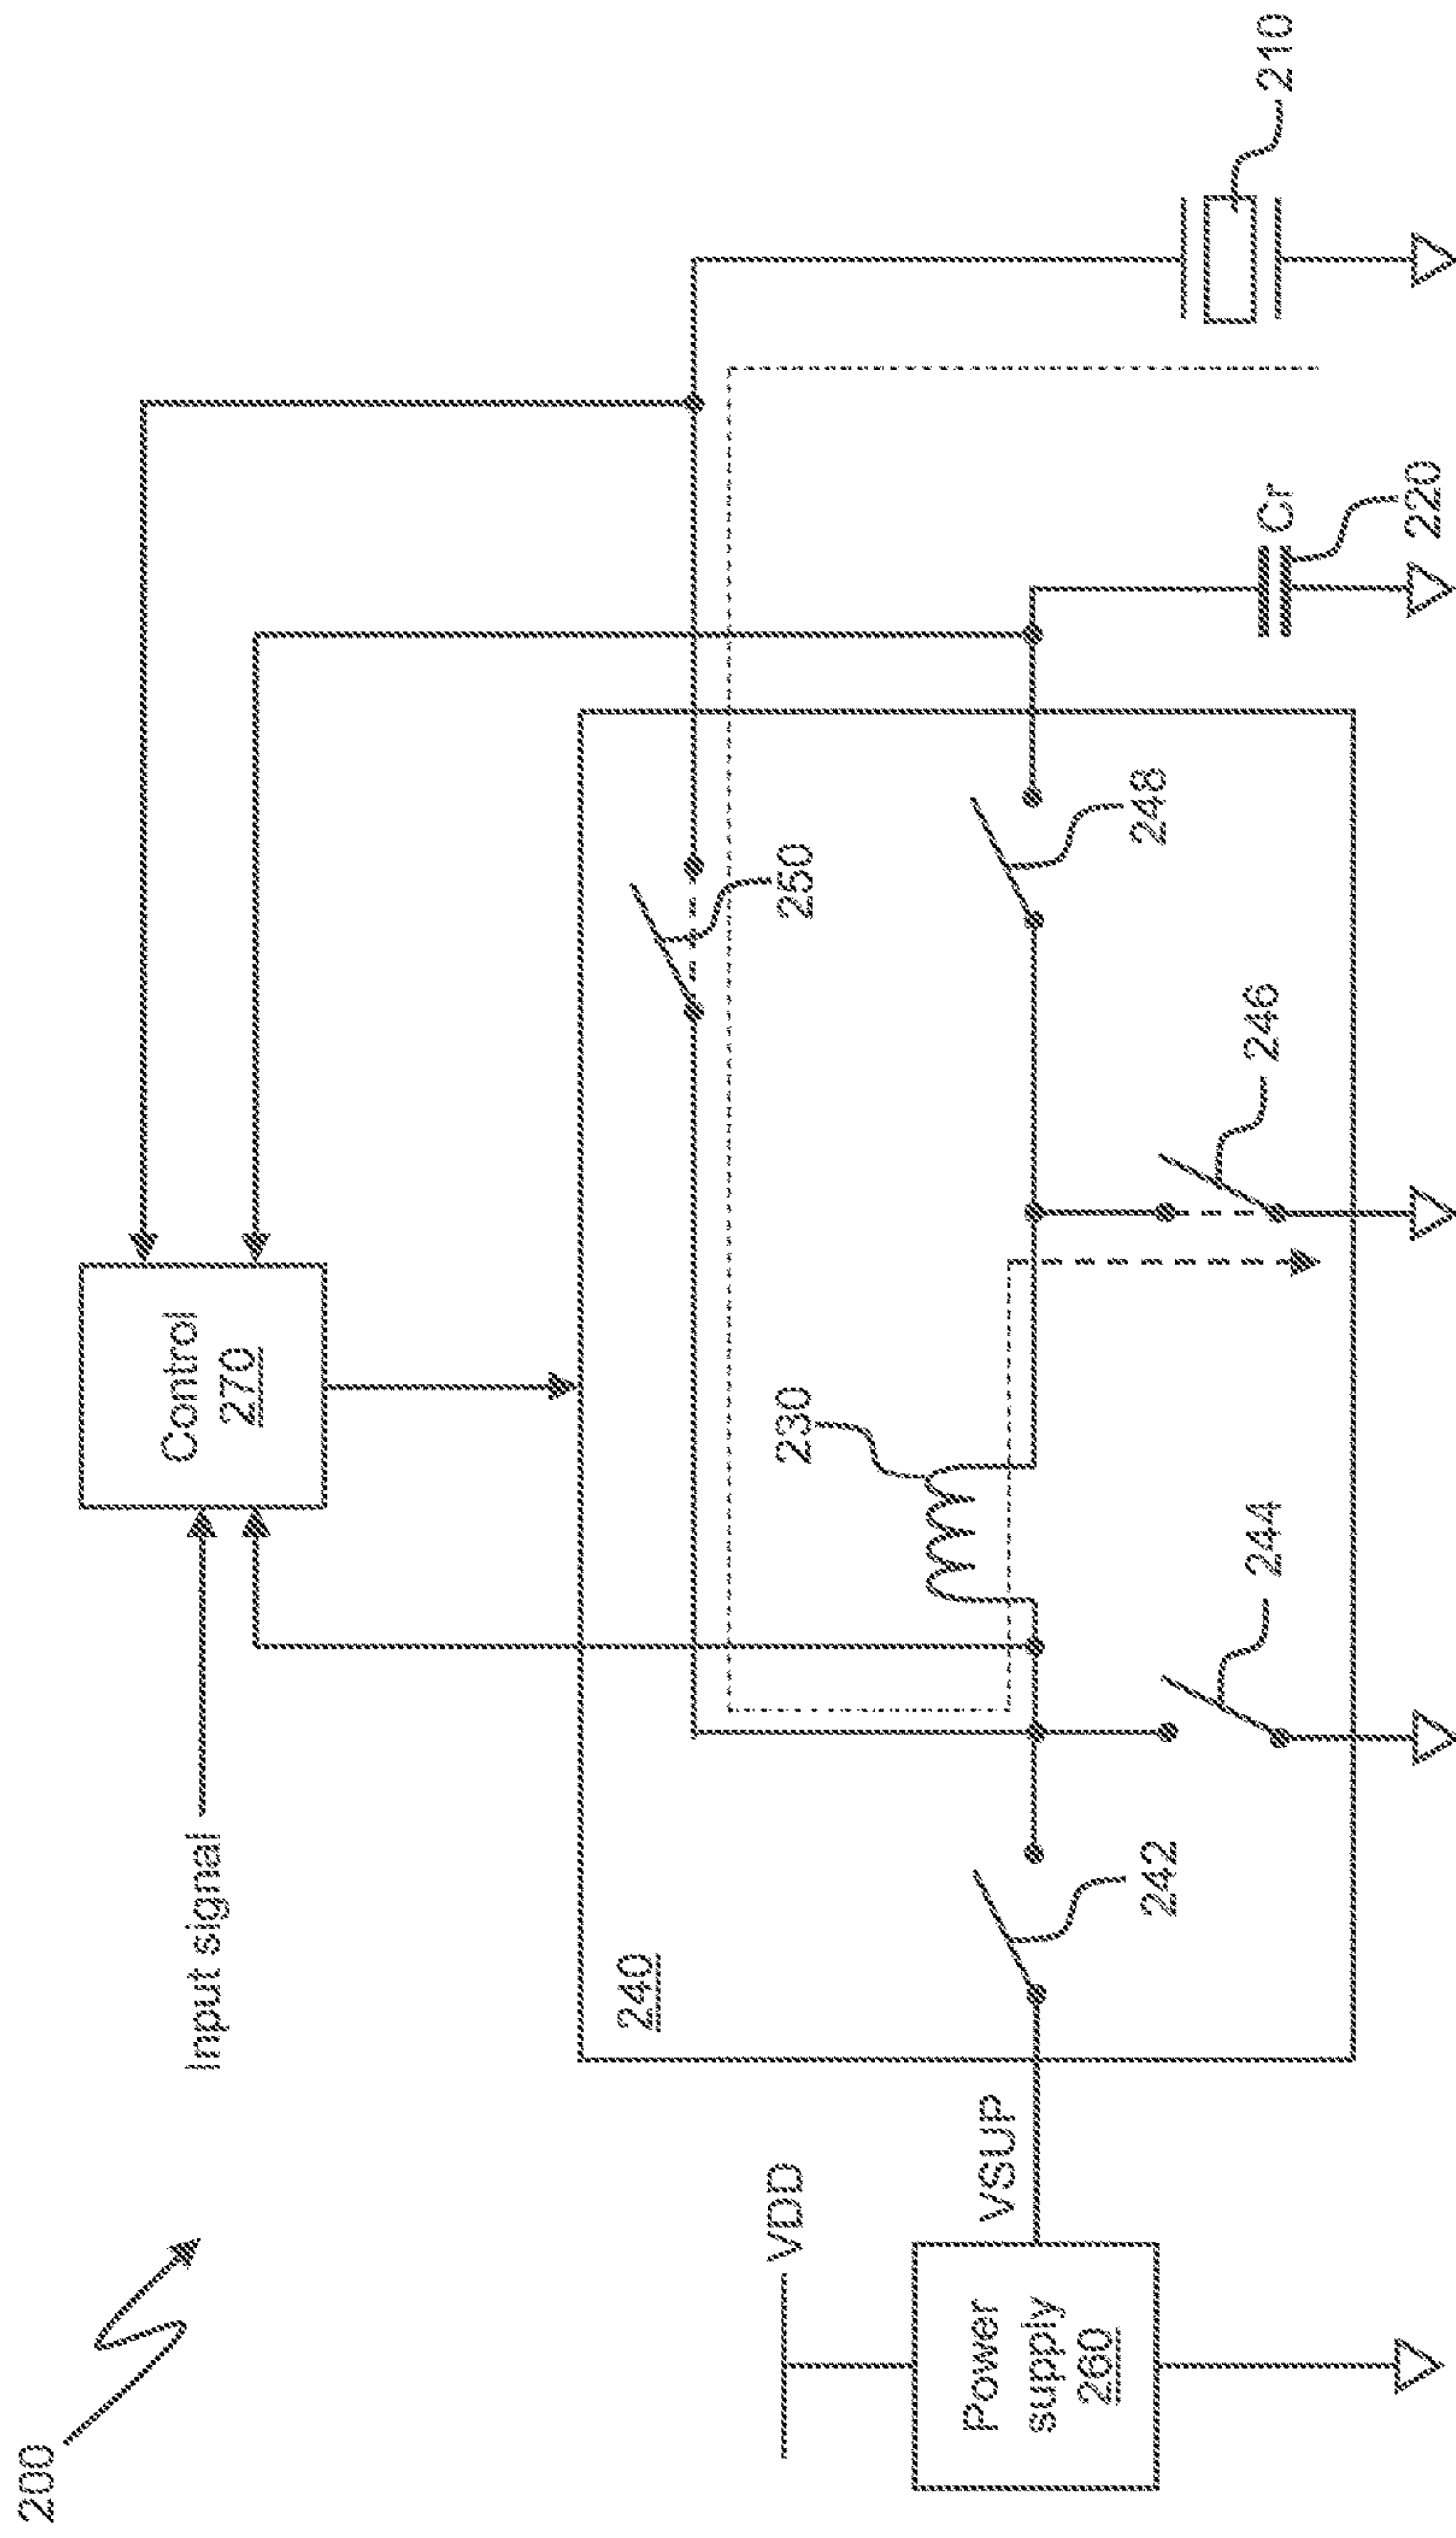 200
Input signal
Control
270
240
250
230
248
246
244
242
VDD
VSUP
Power
supply
260
Cr
220
210